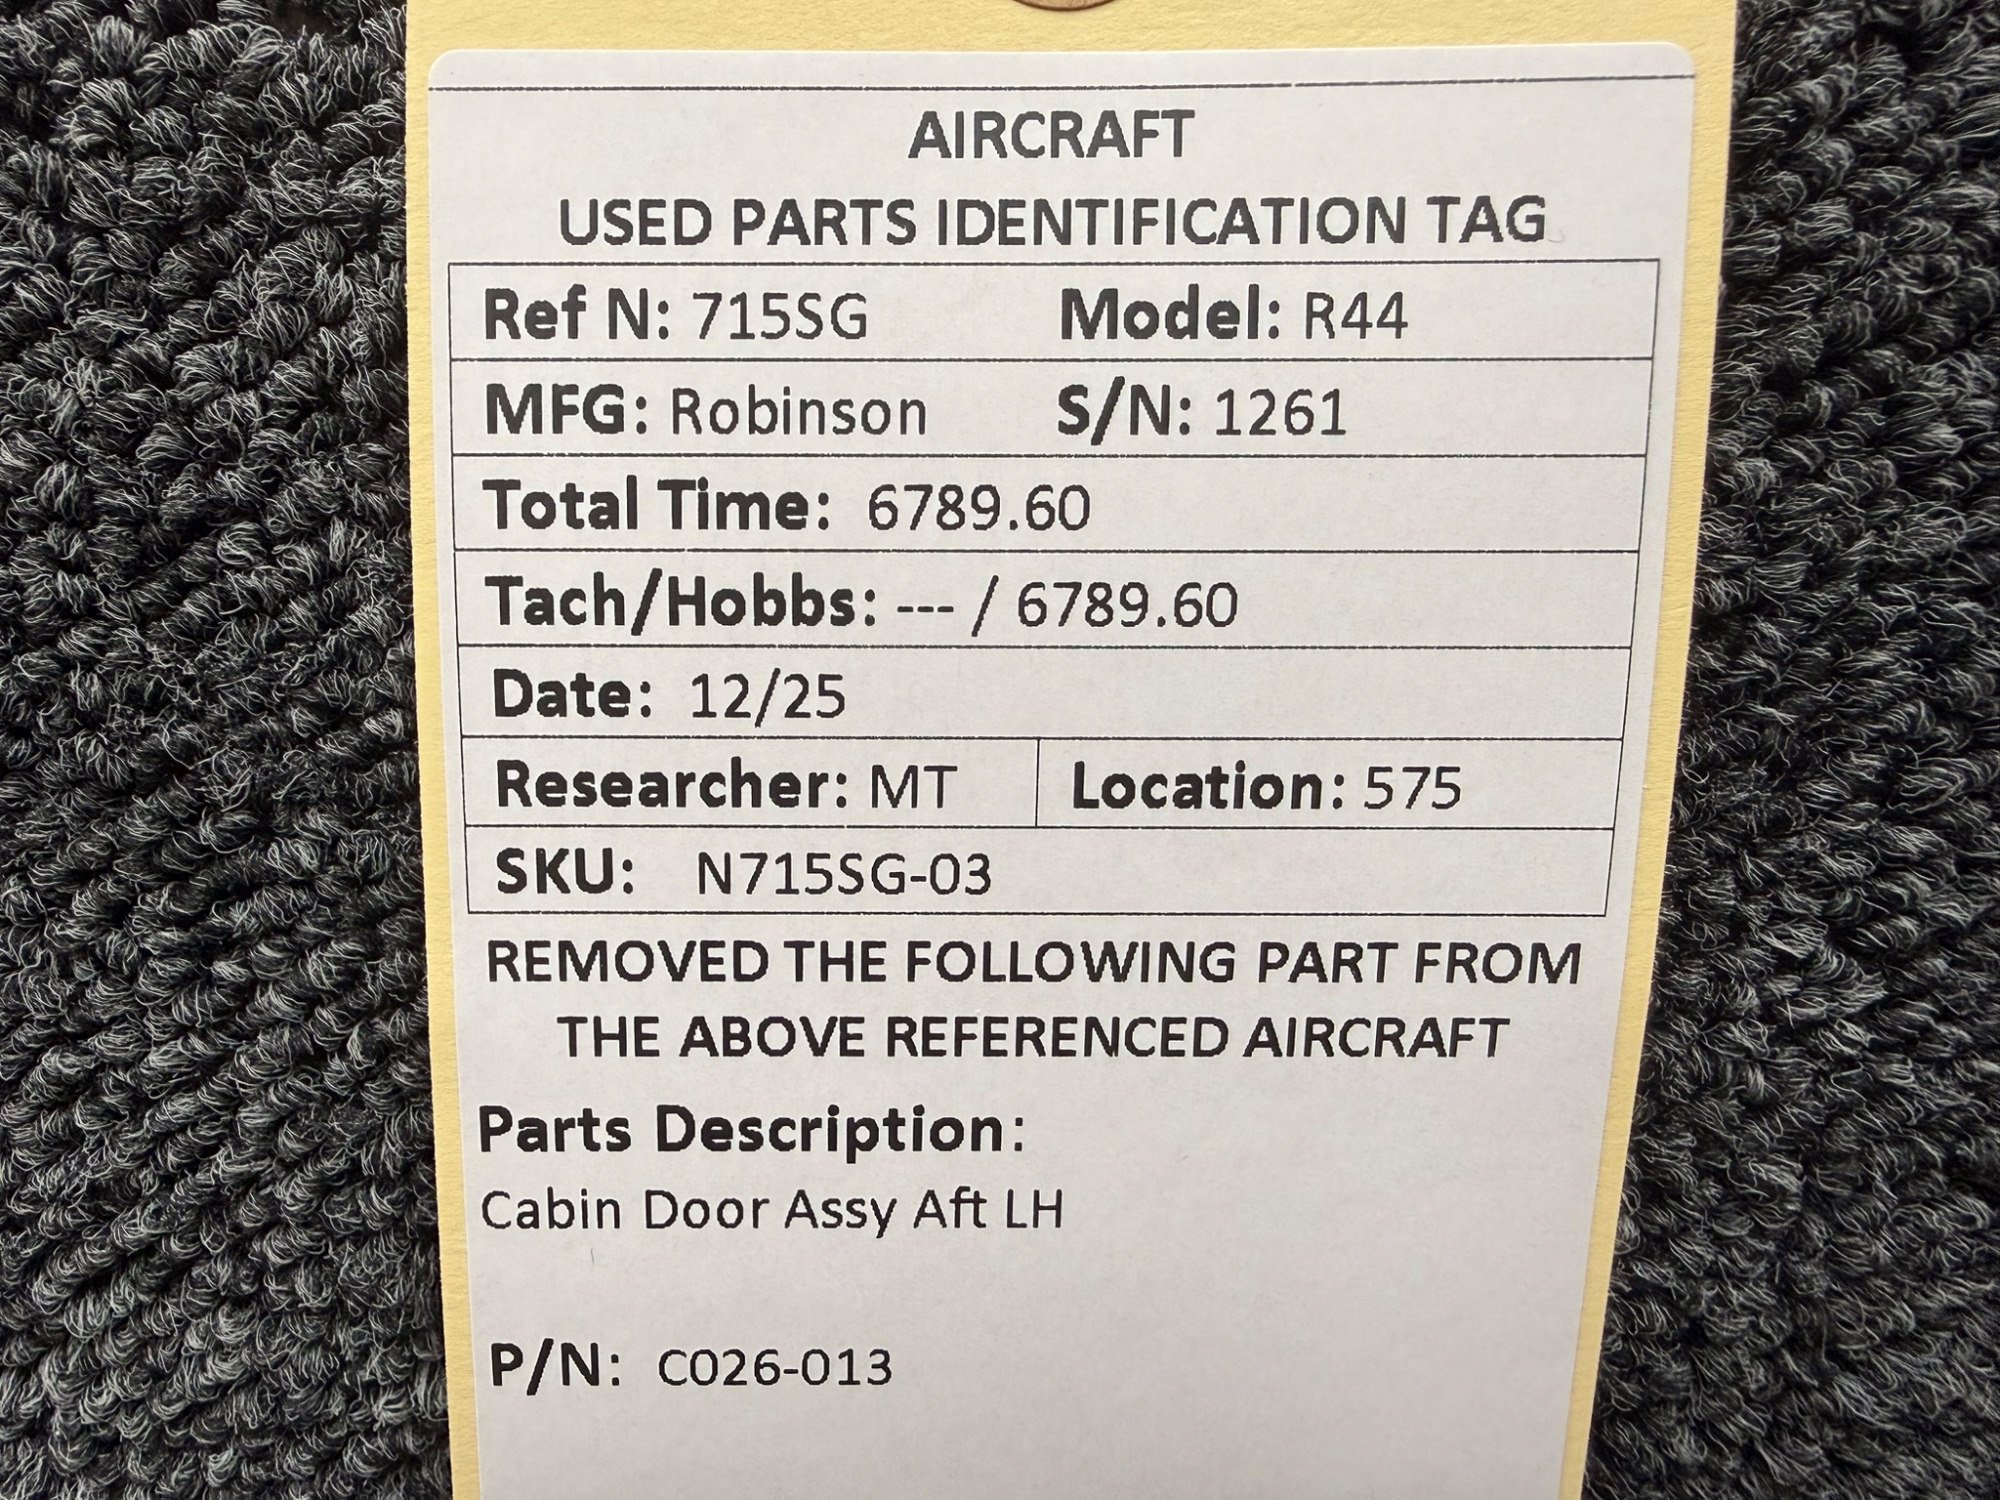 AIRCRAFT
USED PARTS IDENTIFICATION TAG
Ref N: 715SG Model: R44
MFG: Robinson S/N: 1261
Total Time: 6789.60
Tach/Hobbs: --- / 6789.60
Date: 12/25
Researcher: MT Location: 575
SKU: N715SG-03
REMOVED THE FOLLOWING PART FROM
THE ABOVE REFERENCED AIRCRAFT
Parts Description:
Cabin Door Assy Aft LH
P/N: C026-013